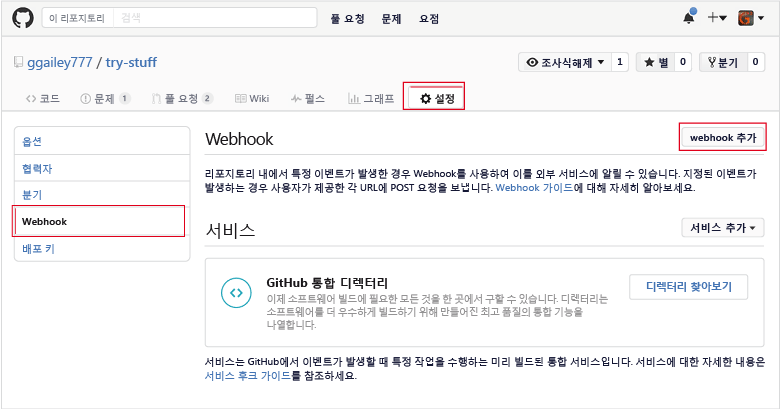 이 리포지토리 검색 풀 요청 문제 요점
ggailey777 / try-stuff 조사식해제 1 별 0 분기 0
코드 문제 1 풀 요청 2 Wiki 펄스 그래프 설정
옵션
협력자
분기
Webhook
배포 키
Webhook webhook 추가
리포지토리 내에서 특정 이벤트가 발생한 경우 Webhook를 사용하여 이를 외부 서비스에 알릴 수 있습니다. 지정된 이벤트가
발생하는 경우 사용자가 제공한 각 URL에 POST 요청을 보냅니다. Webhook 가이드에 대해 자세히 알아보세요.
서비스 서비스 추가
GitHub 통합 디렉터리 디렉터리 찾아보기
이제 소프트웨어 빌드에 필요한 모든 것을 한 곳에서 구할 수 있습니다. 디렉터리는
소프트웨어를 더 우수하게 빌드하기 위해 만들어진 최고 품질의 통합 기능을
나열합니다.
서비스는 GitHub에서 이벤트가 발생할 때 특정 작업을 수행하는 미리 빌드된 통합 서비스입니다. 서비스에 대한 자세한 내용은
서비스 후크 가이드를 참조하세요.